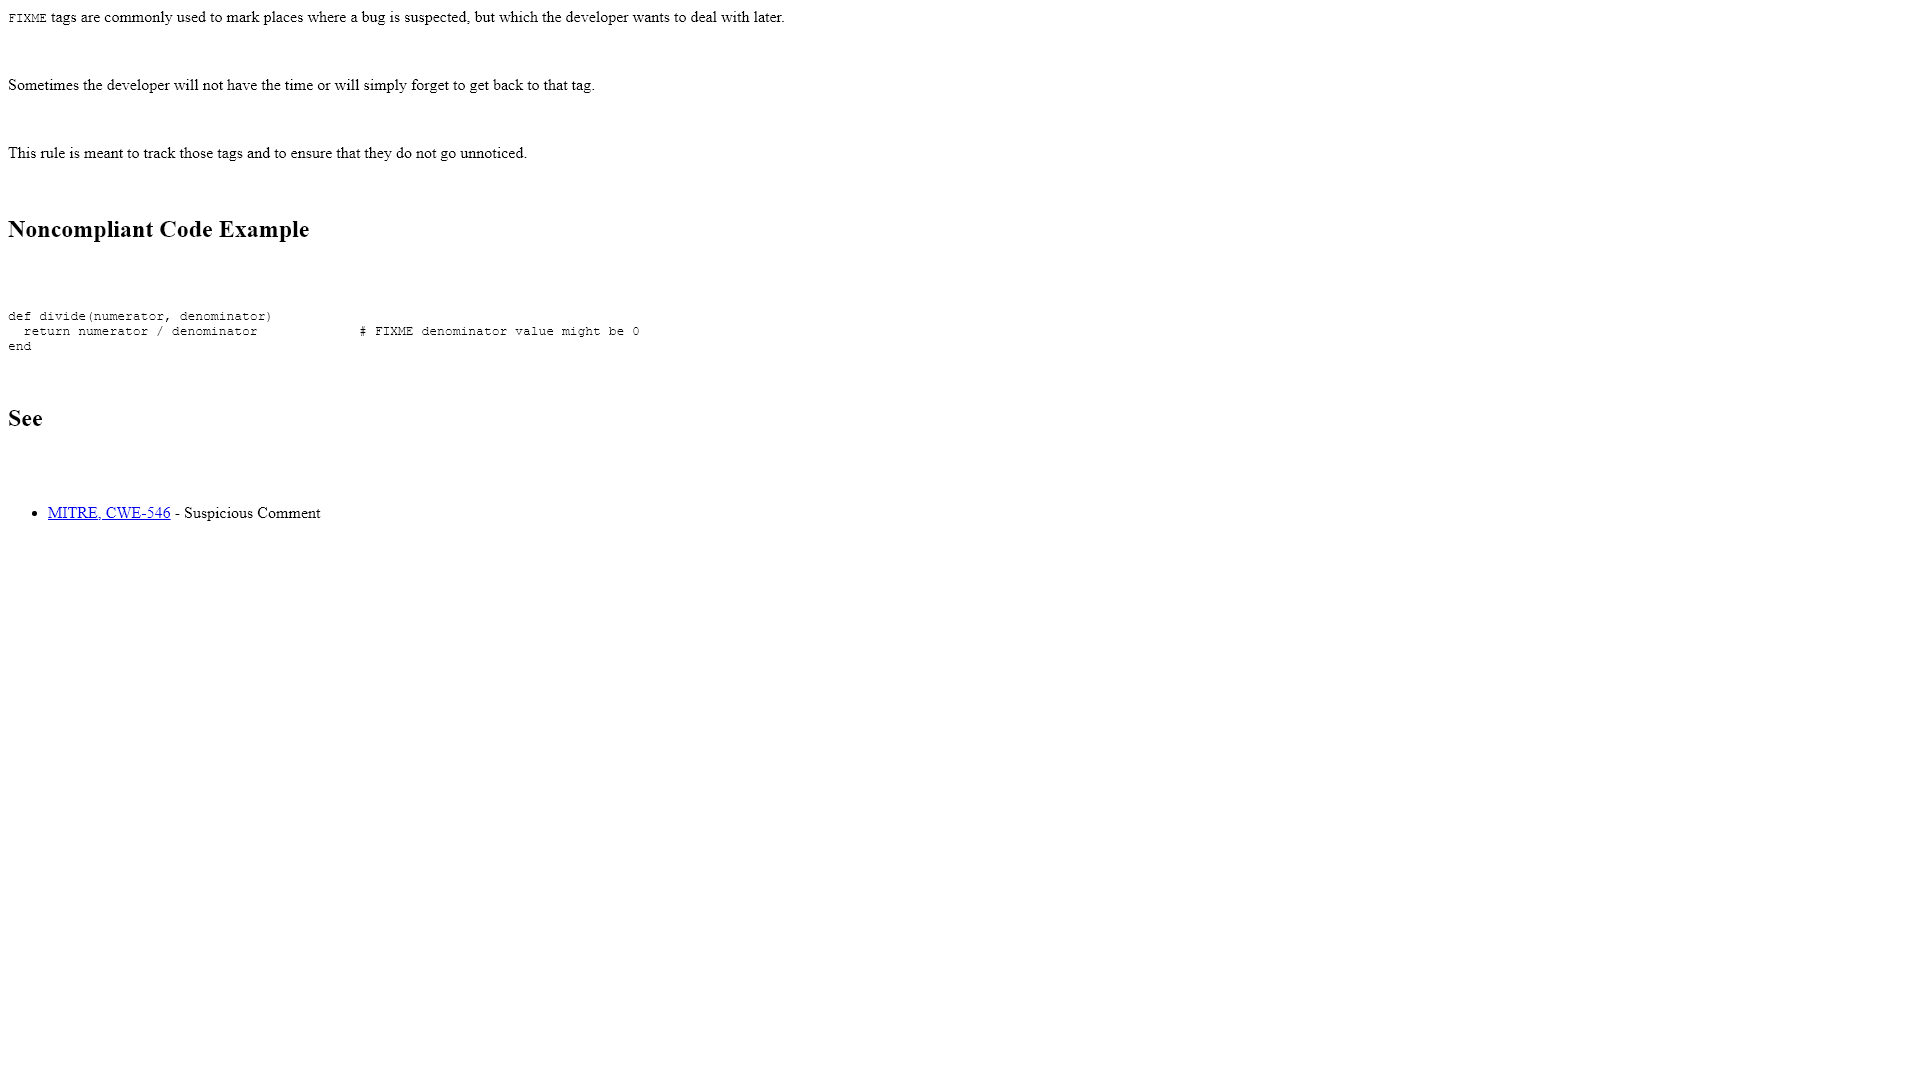 FIXME tags are commonly used to mark places where a bug is suspected, but which the developer wants to deal with later.
Sometimes the developer will not have the time or will simply forget to get back to that tag.
This rule is meant to track those tags and to ensure that they do not go unnoticed.
Noncompliant Code Example
def divide(numerator, denominator)
  return numerator / denominator             # FIXME denominator value might be 0
end
See
• MITRE, CWE-546 - Suspicious Comment